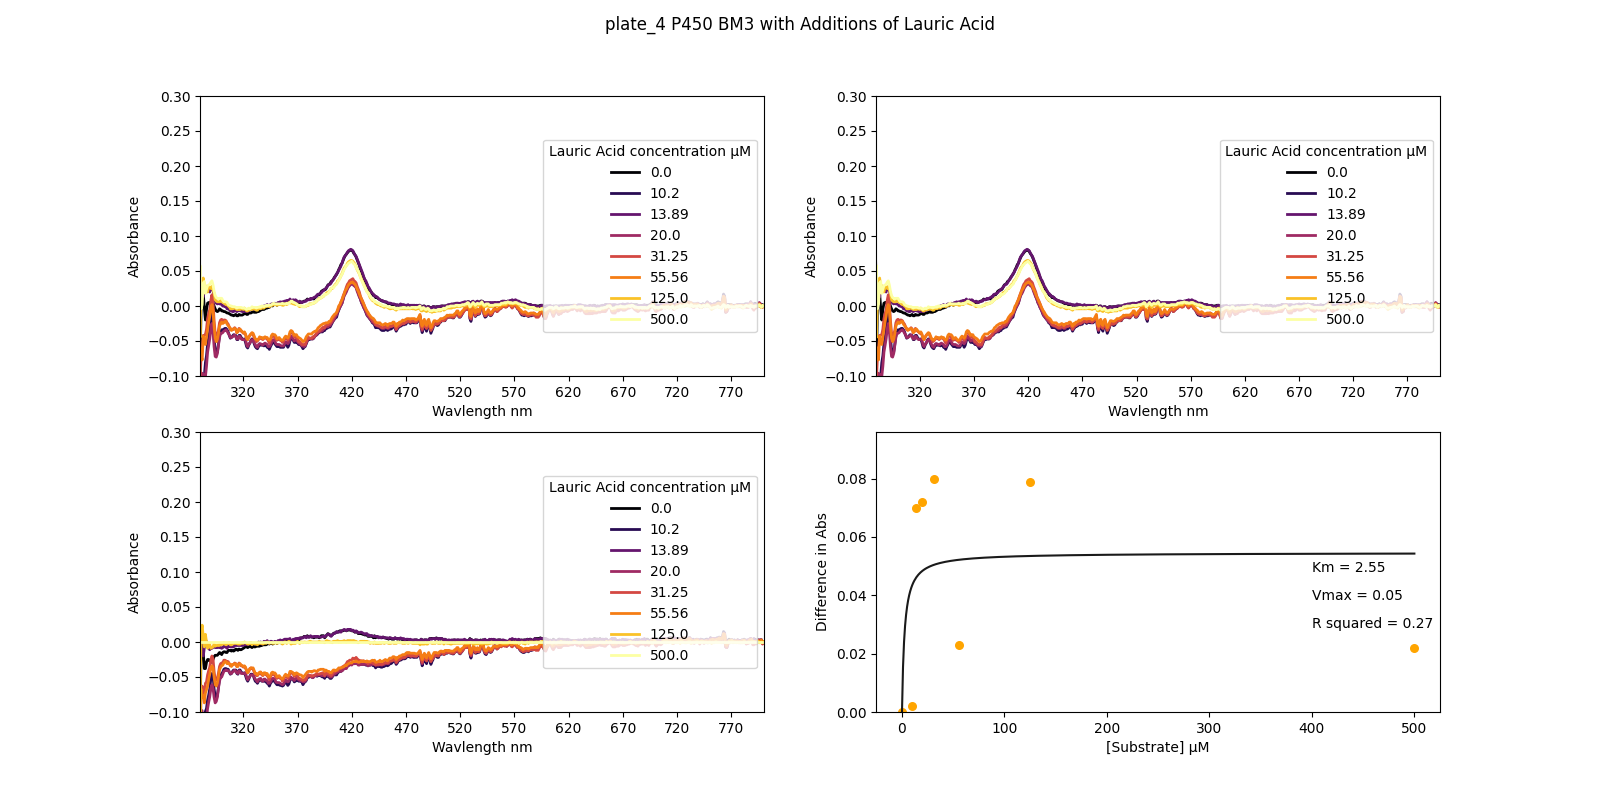 plate_4 P450 BM3 with Additions of Lauric Acid
0.30
0.25
0.20
0.15
0.10
0.05
0.00
−0.05
−0.10
Absorbance
320 370 420 470 520 570 620 670 720 770
Wavlength nm
Lauric Acid concentration μM
0.0
10.2
13.89
20.0
31.25
55.56
125.0
500.0
0.30
0.25
0.20
0.15
0.10
0.05
0.00
−0.05
−0.10
Absorbance
320 370 420 470 520 570 620 670 720 770
Wavlength nm
Lauric Acid concentration μM
0.0
10.2
13.89
20.0
31.25
55.56
125.0
500.0
0.30
0.25
0.20
0.15
0.10
0.05
0.00
−0.05
−0.10
Absorbance
320 370 420 470 520 570 620 670 720 770
Wavlength nm
Lauric Acid concentration μM
0.0
10.2
13.89
20.0
31.25
55.56
125.0
500.0
0.08
0.06
0.04
0.02
0.00
Difference in Abs
0 100 200 300 400 500
[Substrate] μM
Km = 2.55
Vmax = 0.05
R squared = 0.27